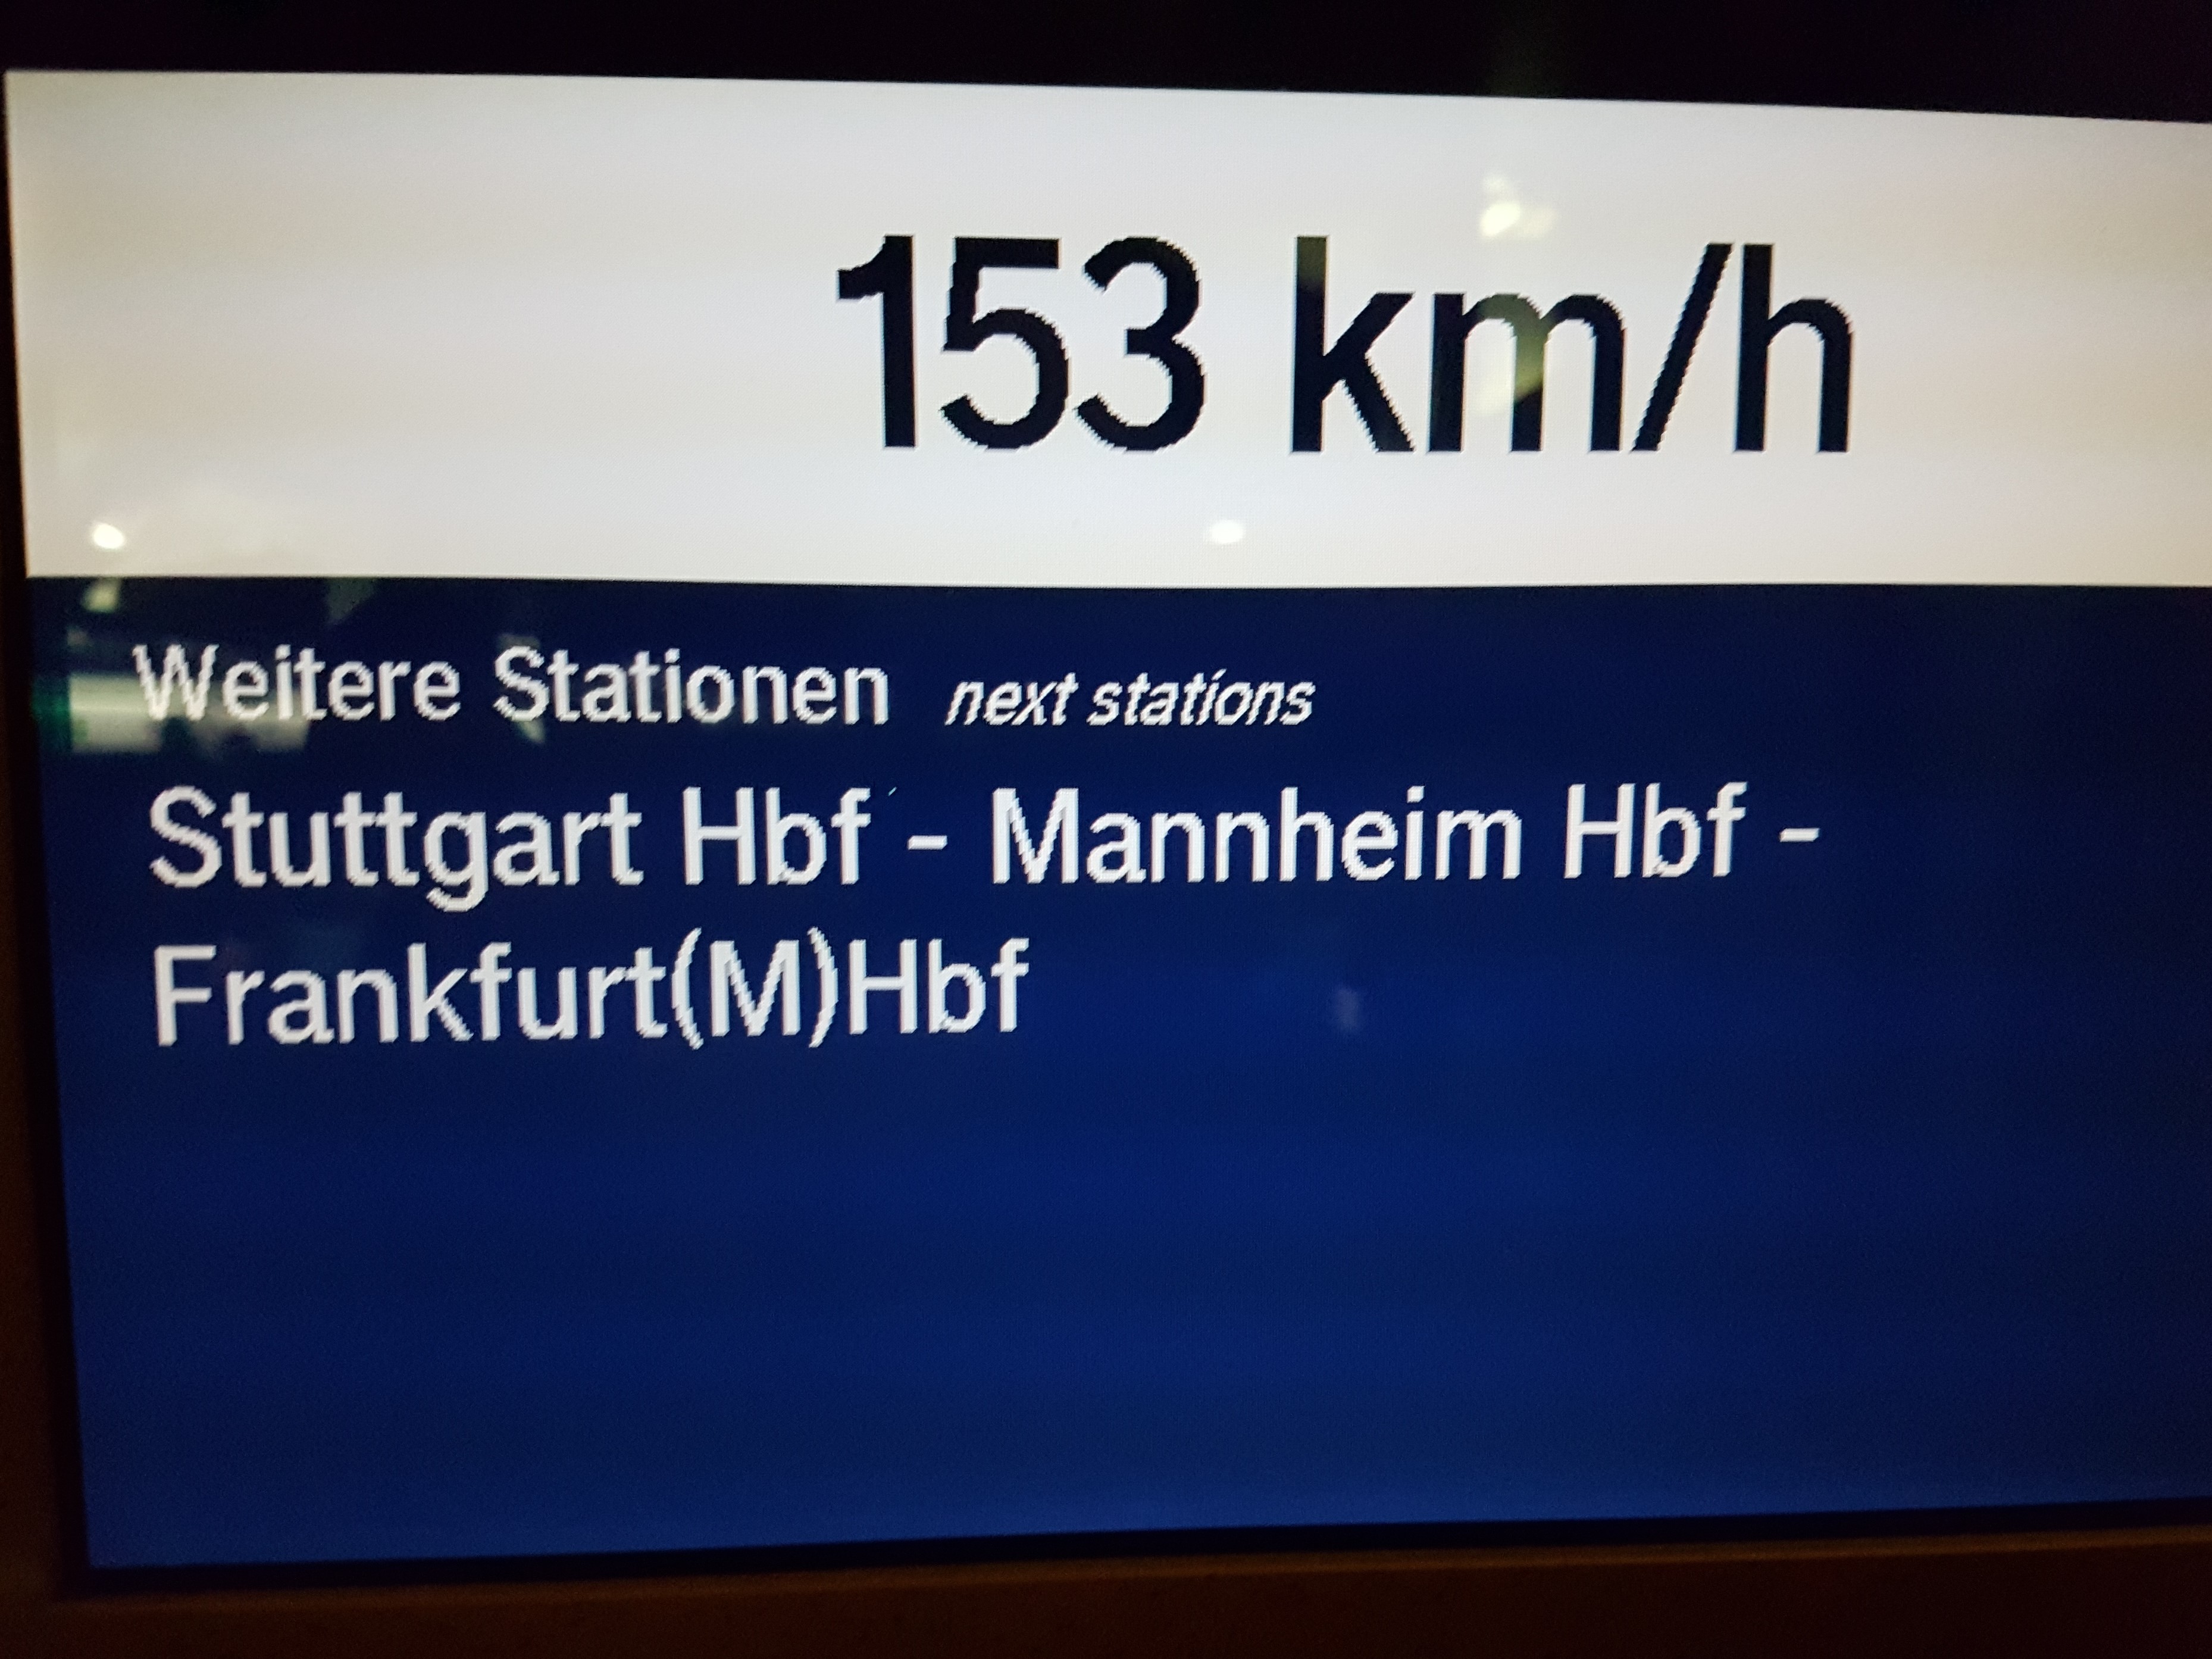 153 km/h
Weitere Stationen next stations
Stuttgart Hbf - Mannheim Hbf -
Frankfurt(M)Hbf